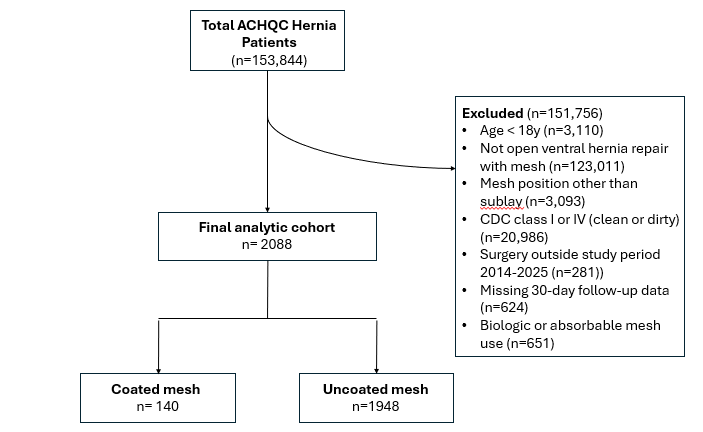 Total ACHQC Hernia
Patients
(n=153,844)
Excluded (n=151,756)
• Age < 18y (n=3,110)
• Not open ventral hernia repair
with mesh (n=123,011)
• Mesh position other than
sublay (n=3,093)
• CDC class I or IV (clean or dirty)
(n=20,986)
• Surgery outside study period
2014-2025 (n=281))
• Missing 30-day follow-up data
(n=624)
• Biologic or absorbable mesh
use (n=651)
Final analytic cohort
n= 2088
Coated mesh
n= 140
Uncoated mesh
n=1948